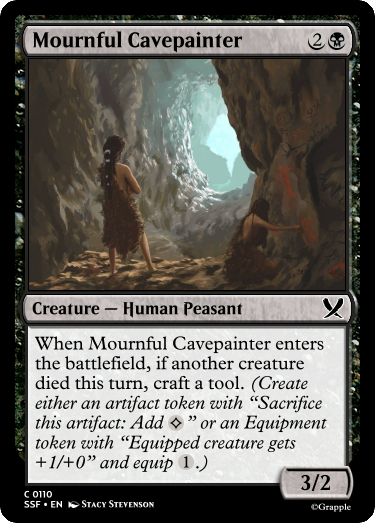 Mournful Cavepainter 2
Creature — Human Peasant
When Mournful Cavepainter enters
the battlefield, if another creature
died this turn, craft a tool. (Create
either an artifact token with “Sacrifice
this artifact: Add ” or an Equipment
token with “Equipped creature gets
+1/+0” and equip 1.)
3/2
C 0110
SSF • EN Stacy Stevenson
©Grapple